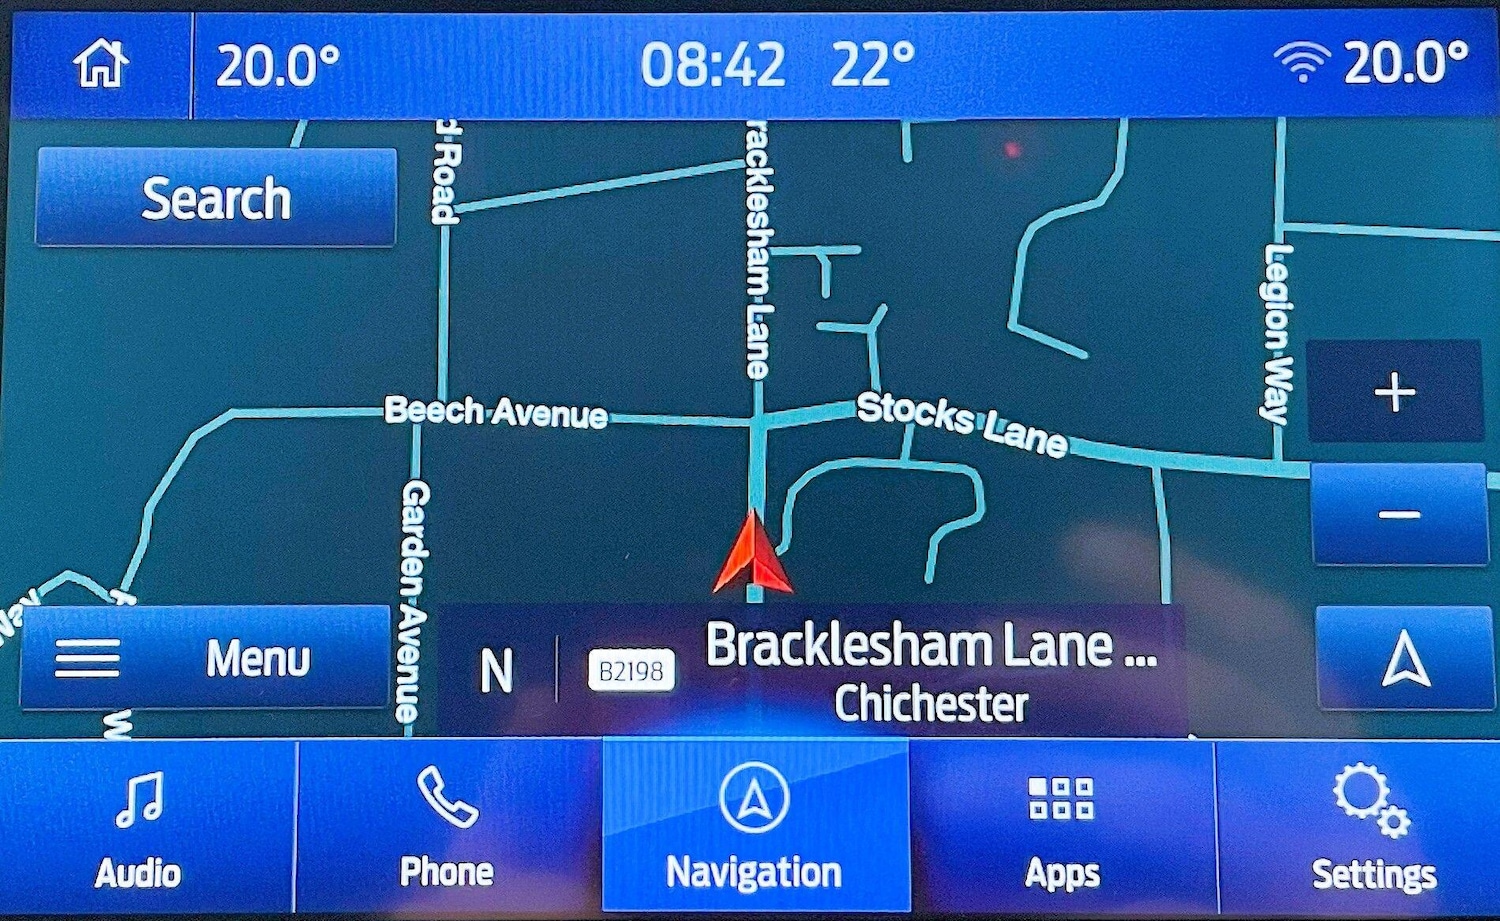 20.0° 08:42 22° 20.0°
d Road
racklesham Lane
Search
Legion Way
Beech Avenue
Stocks Lane
Garden Avenue
Menu
N B2198 Bracklesham Lane ...
Chichester
W
Audio Phone Navigation Apps Settings